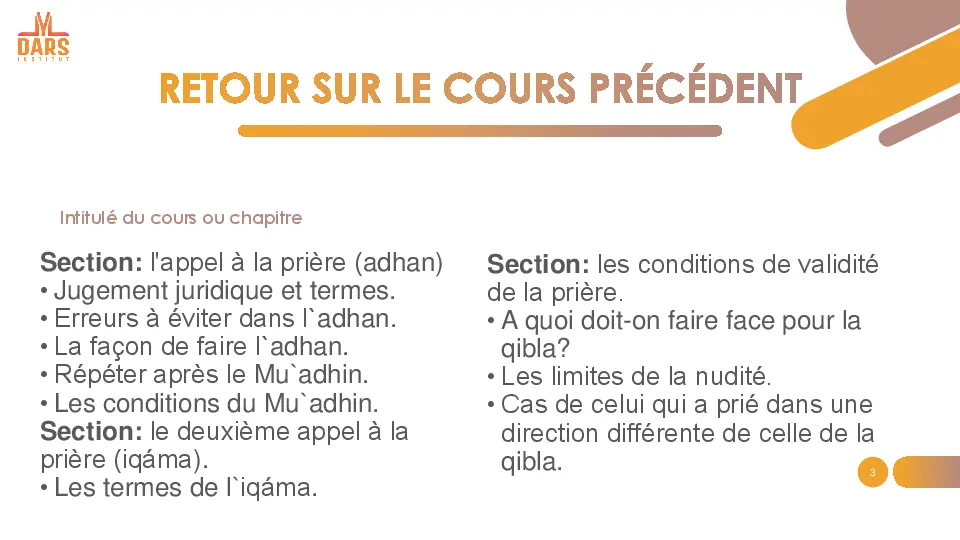 DARS
INSTITUT
RETOUR SUR LE COURS PRÉCÉDENT
Intitulé du cours ou chapitre
Section: l'appel à la prière (adhan)
• Jugement juridique et termes.
• Erreurs à éviter dans l`adhan.
• La façon de faire l`adhan.
• Répéter après le Mu`adhin.
• Les conditions du Mu`adhin.
Section: le deuxième appel à la
prière (iqáma).
• Les termes de l`iqáma.
Section: les conditions de validité
de la prière.
• A quoi doit-on faire face pour la
qibla?
• Les limites de la nudité.
• Cas de celui qui a prié dans une
direction différente de celle de la
qibla.
3